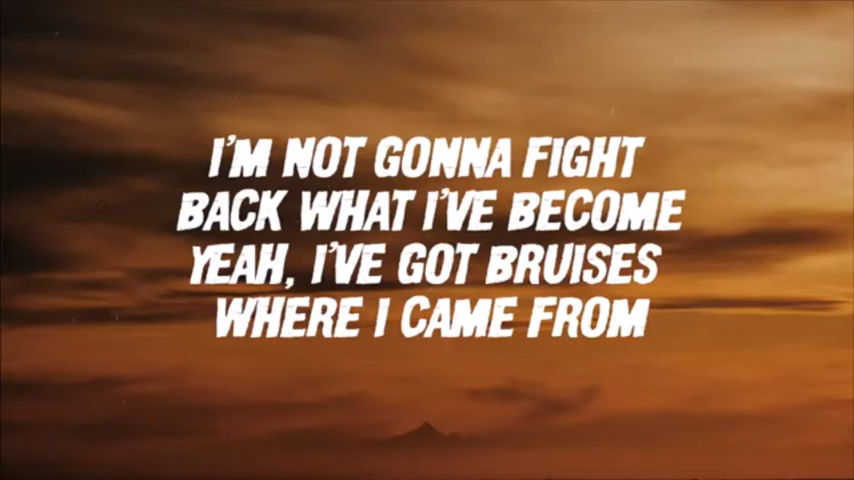 I'M NOT GONNA FIGHT
BACK WHAT I'VE BECOME
YEAH, I'VE GOT BRUISES
WHERE I CAME FROM